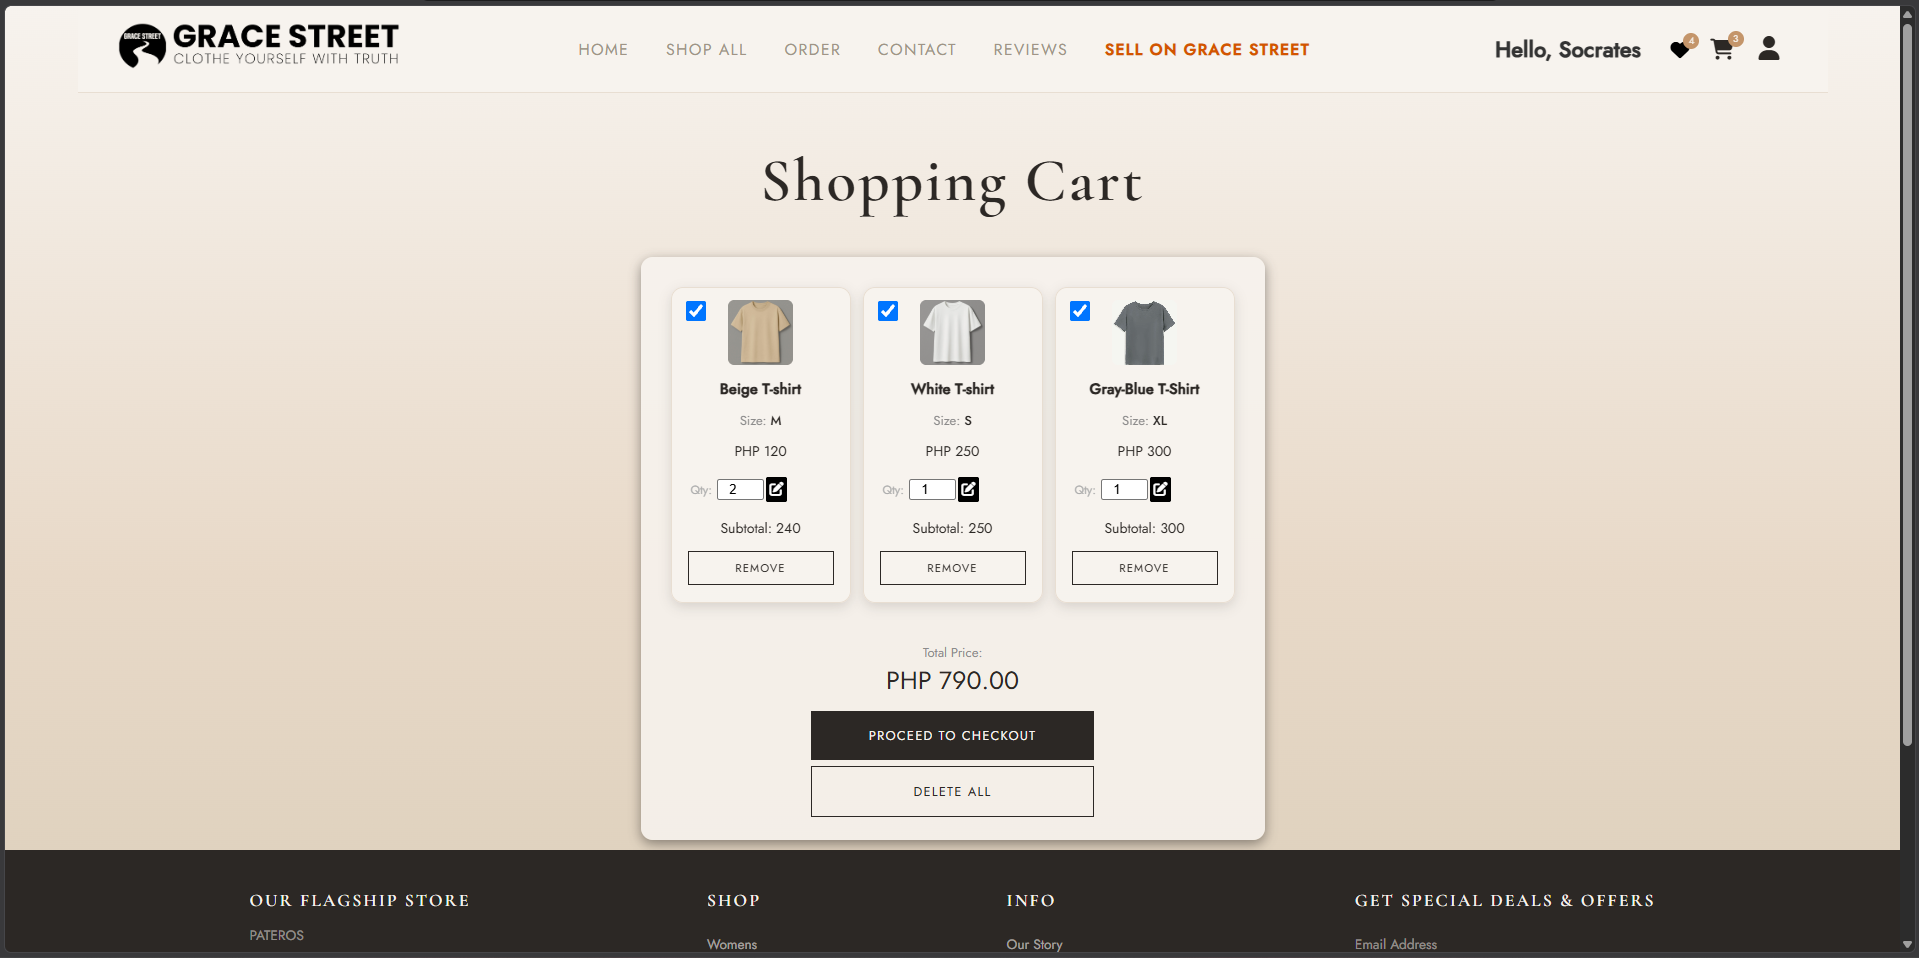 GRACE STREET
GRACE STREET
CLOTHE YOURSELF WITH TRUTH
HOME
SHOP ALL
ORDER
CONTACT
REVIEWS
SELL ON GRACE STREET
Hello, Socrates
4
3
Shopping Cart
Beige T-shirt
Size: M
PHP 120
Qty: 2
Subtotal: 240
REMOVE
White T-shirt
Size: S
PHP 250
Qty: 1
Subtotal: 250
REMOVE
Gray-Blue T-Shirt
Size: XL
PHP 300
Qty: 1
Subtotal: 300
REMOVE
Total Price:
PHP 790.00
PROCEED TO CHECKOUT
DELETE ALL
OUR FLAGSHIP STORE
PATEROS
SHOP
Womens
INFO
Our Story
GET SPECIAL DEALS & OFFERS
Email Address